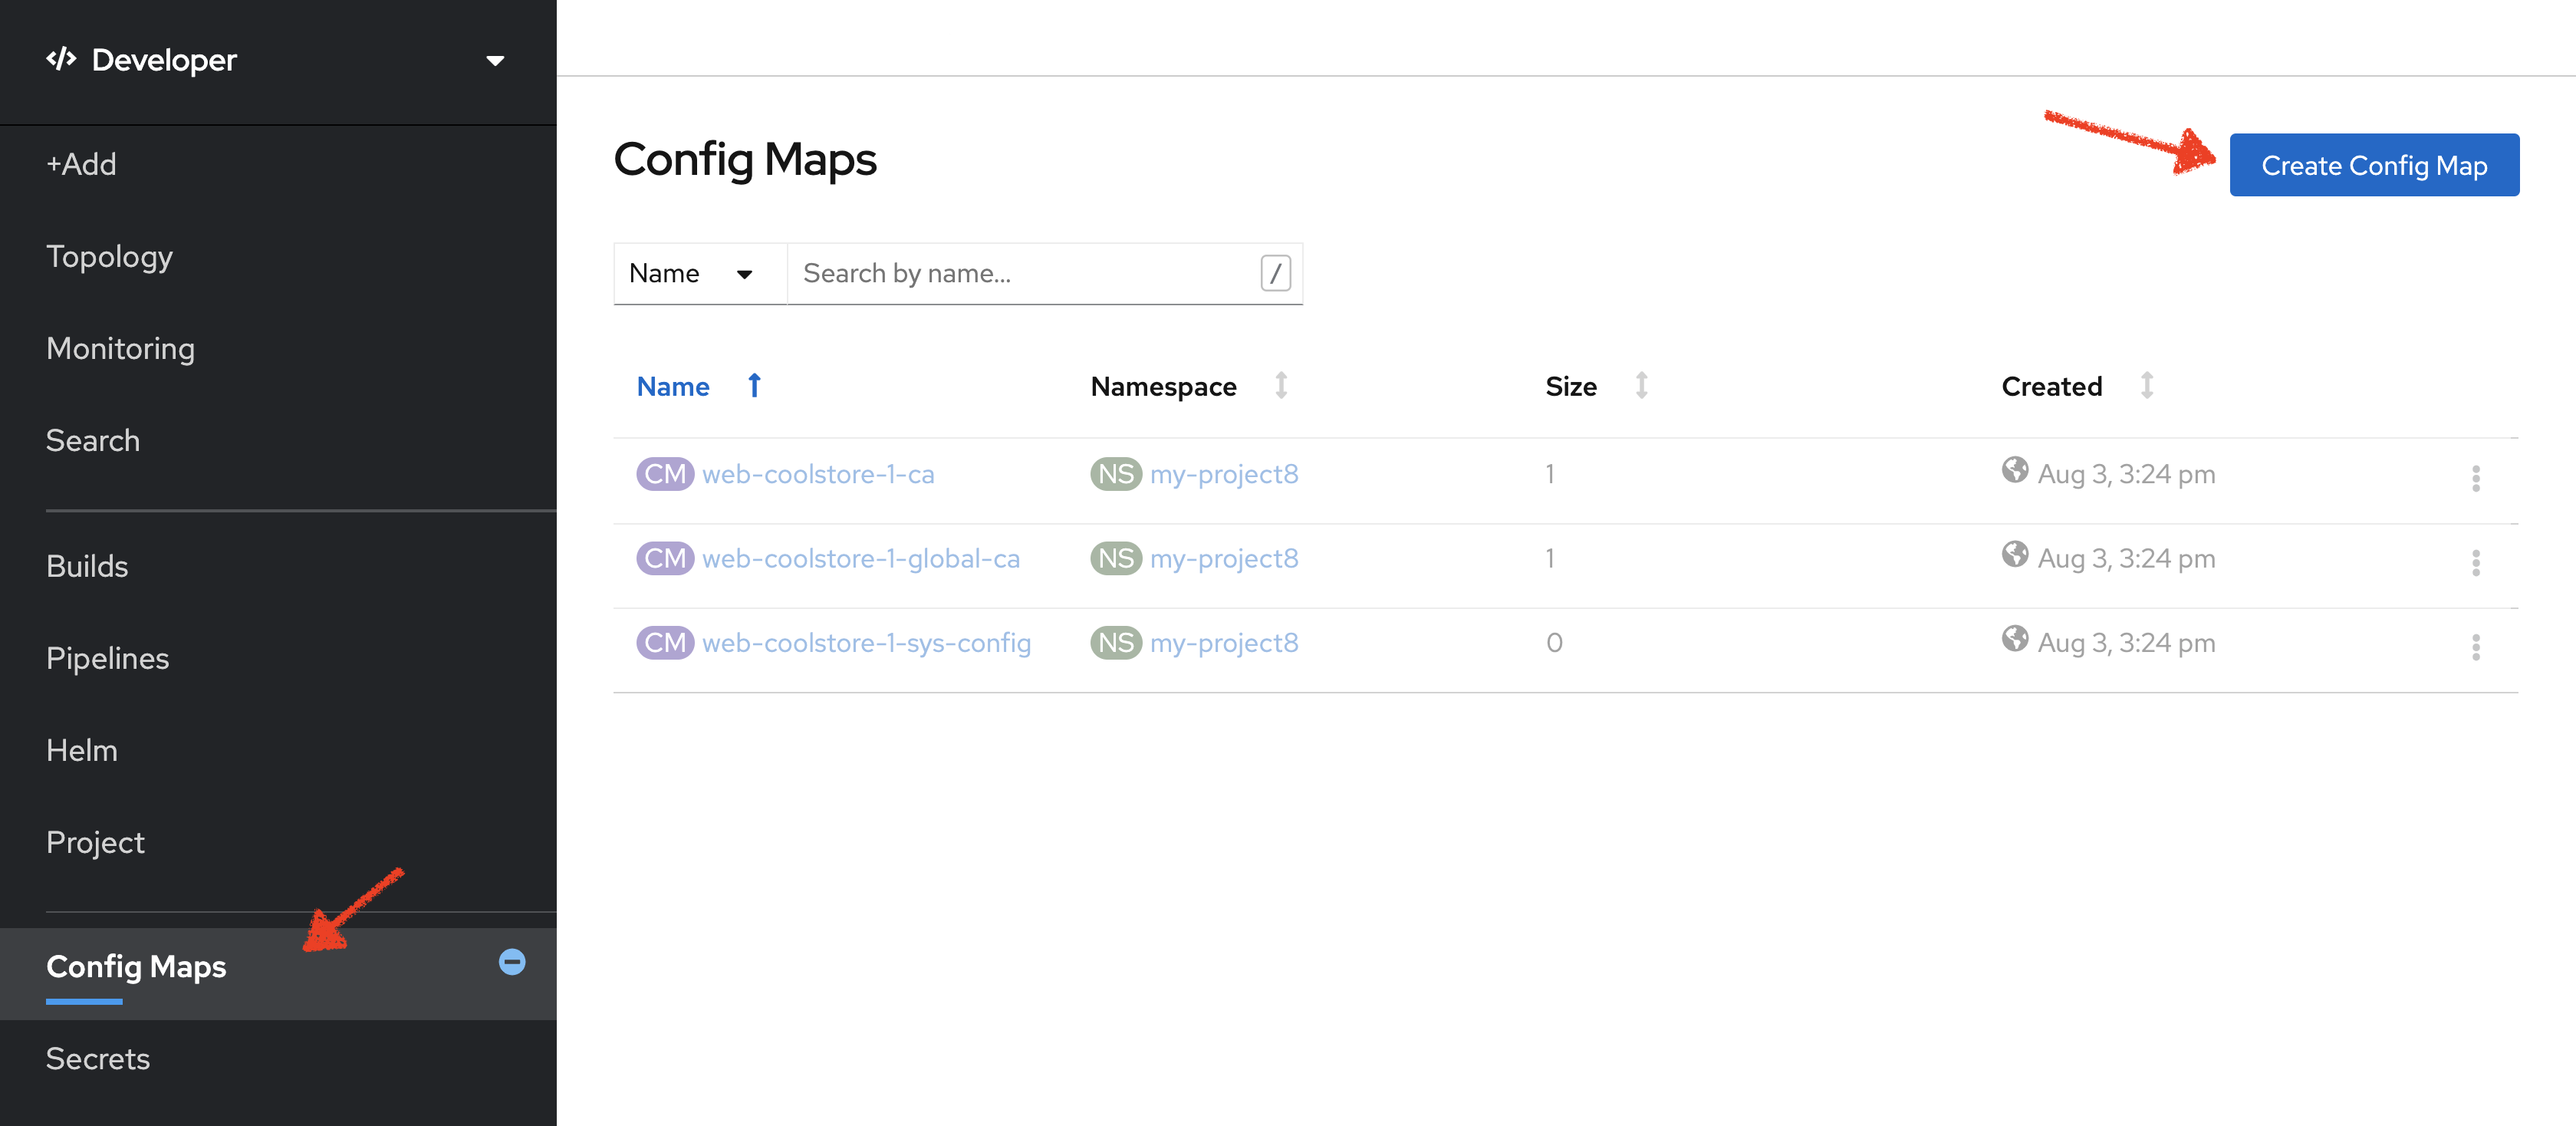 </> Developer
+Add
Topology
Monitoring
Search
Builds
Pipelines
Helm
Project
Config Maps
Secrets
Config Maps
Create Config Map
Name Search by name... /
Name Namespace Size Created
CM web-coolstore-1-ca NS my-project8 1 Aug 3, 3:24 pm
CM web-coolstore-1-global-ca NS my-project8 1 Aug 3, 3:24 pm
CM web-coolstore-1-sys-config NS my-project8 0 Aug 3, 3:24 pm